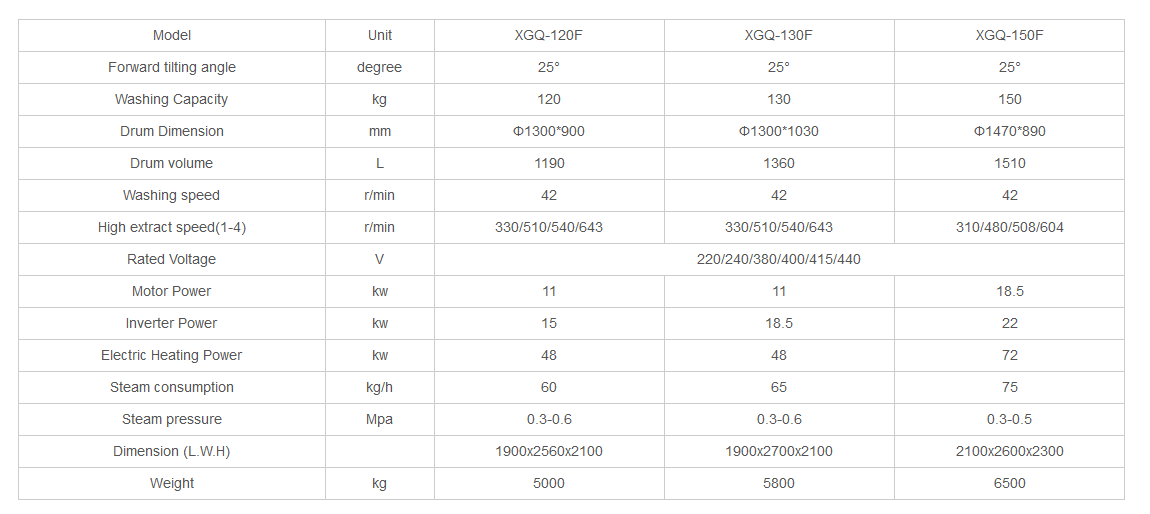 Model Unit XGQ-120F XGQ-130F XGQ-150F
Forward tilting angle degree 25° 25° 25°
Washing Capacity kg 120 130 150
Drum Dimension mm Φ1300*900 Φ1300*1030 Φ1470*890
Drum volume L 1190 1360 1510
Washing speed r/min 42 42 42
High extract speed(1-4) r/min 330/510/540/643 330/510/540/643 310/480/508/604
Rated Voltage V 220/240/380/400/415/440
Motor Power kw 11 11 18.5
Inverter Power kw 15 18.5 22
Electric Heating Power kw 48 48 72
Steam consumption kg/h 60 65 75
Steam pressure Mpa 0.3-0.6 0.3-0.6 0.3-0.5
Dimension (L.W.H) 1900x2560x2100 1900x2700x2100 2100x2600x2300
Weight kg 5000 5800 6500